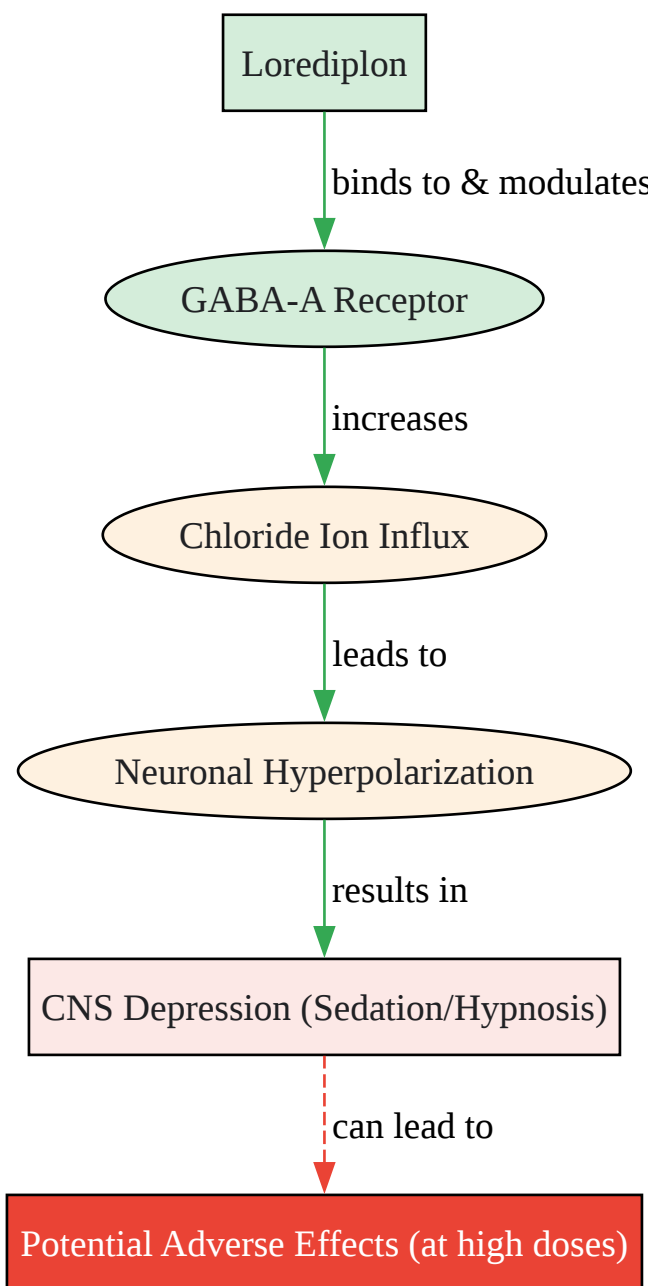 Lorediplon
binds to & modulates
GABA-A Receptor
increases
Chloride Ion Influx
leads to
Neuronal Hyperpolarization
results in
CNS Depression (Sedation/Hypnosis)
can lead to
Potential Adverse Effects (at high doses)